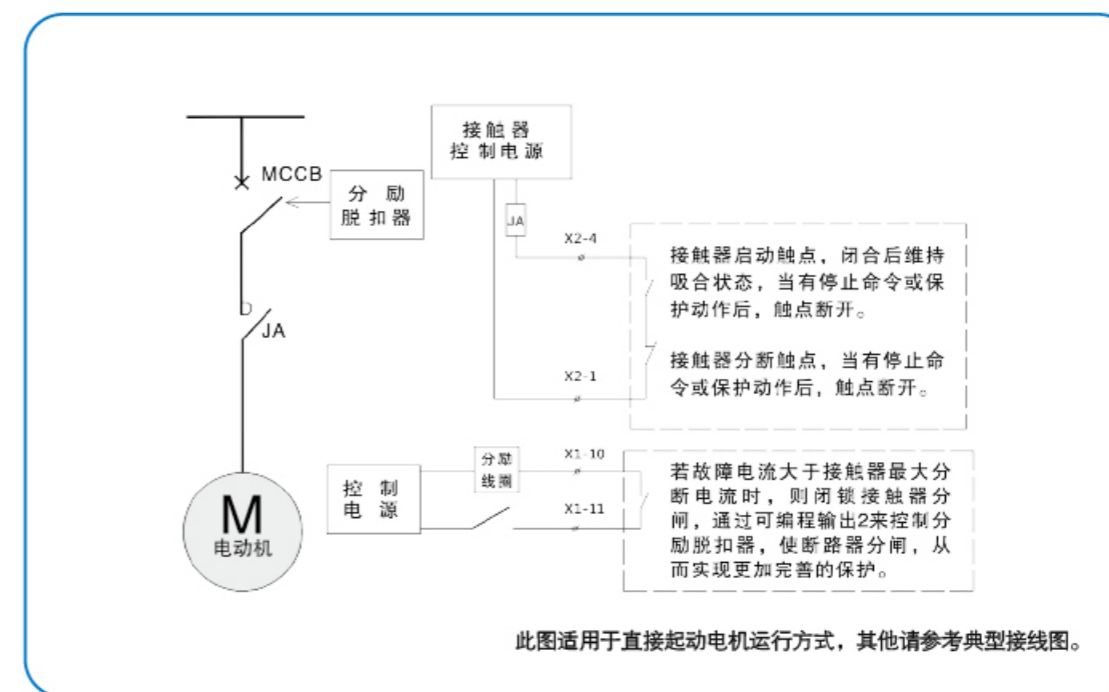 接触器
控制电源
MCCB
分 励
脱扣器
JA
X2-4
接触器启动触点，闭合后维持
吸合状态，当有停止命令或保
护动作后，触点断开。
JA
X2-1
接触器分断触点，当有停止命
令或保护动作后，触点断开。
控 制
电 源
分励
线圈
X1-10
X1-11
若故障电流大于接触器最大分
断电流时，则闭锁接触器分
闸，通过可编程输出2来控制分
励脱扣器，使断路器分闸，从
而实现更加完善的保护。
M
电动机
此图适用于直接起动电机运行方式，其他请参考典型接线图。